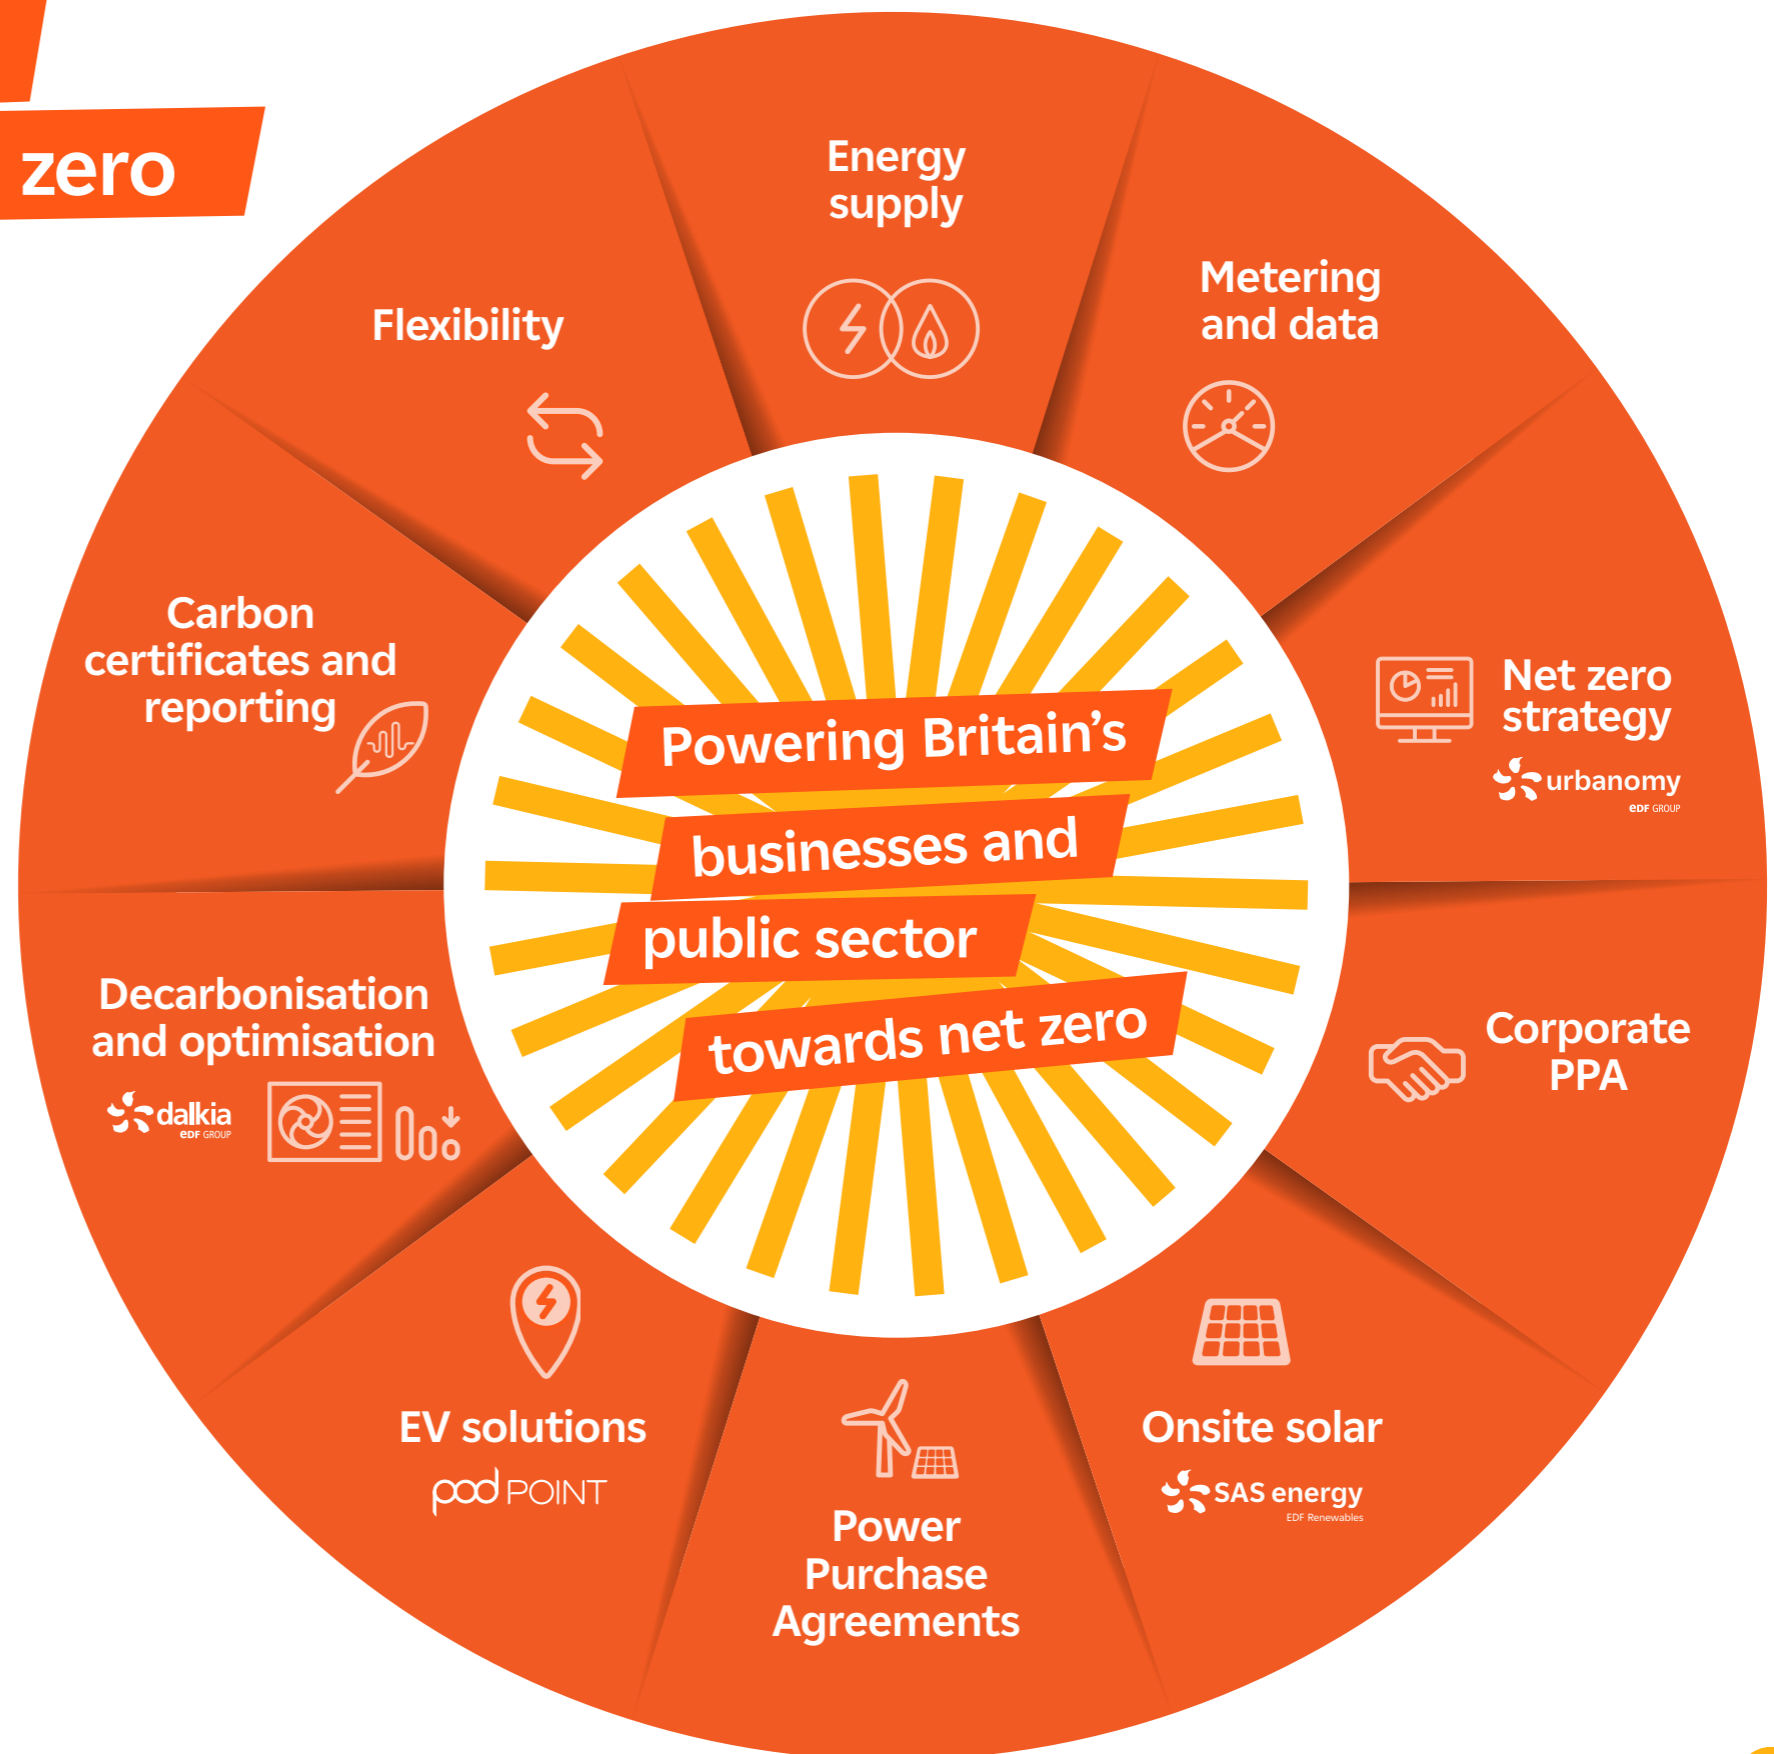 zero
Energy
supply
Metering
and data
Net zero
strategy
urbanomy
eDF GROUP
Corporate
PPA
Onsite solar
SAS energy
EDF Renewables
Power
Purchase
Agreements
EV solutions
pod POINT
Decarbonisation
and optimisation
dalkia
eDF GROUP
Carbon
certificates and
reporting
Flexibility
Powering Britain’s
businesses and
public sector
towards net zero